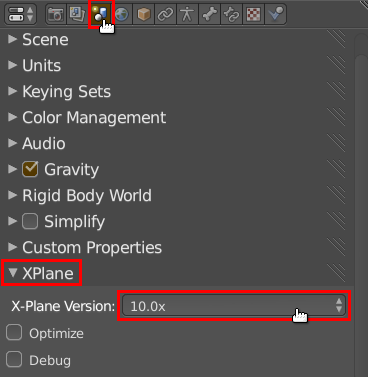 Scene
Units
Keying Sets
Color Management
Audio
Gravity
Rigid Body World
Simplify
Custom Properties
XPlane
X-Plane Version: 10.0x
Optimize
Debug